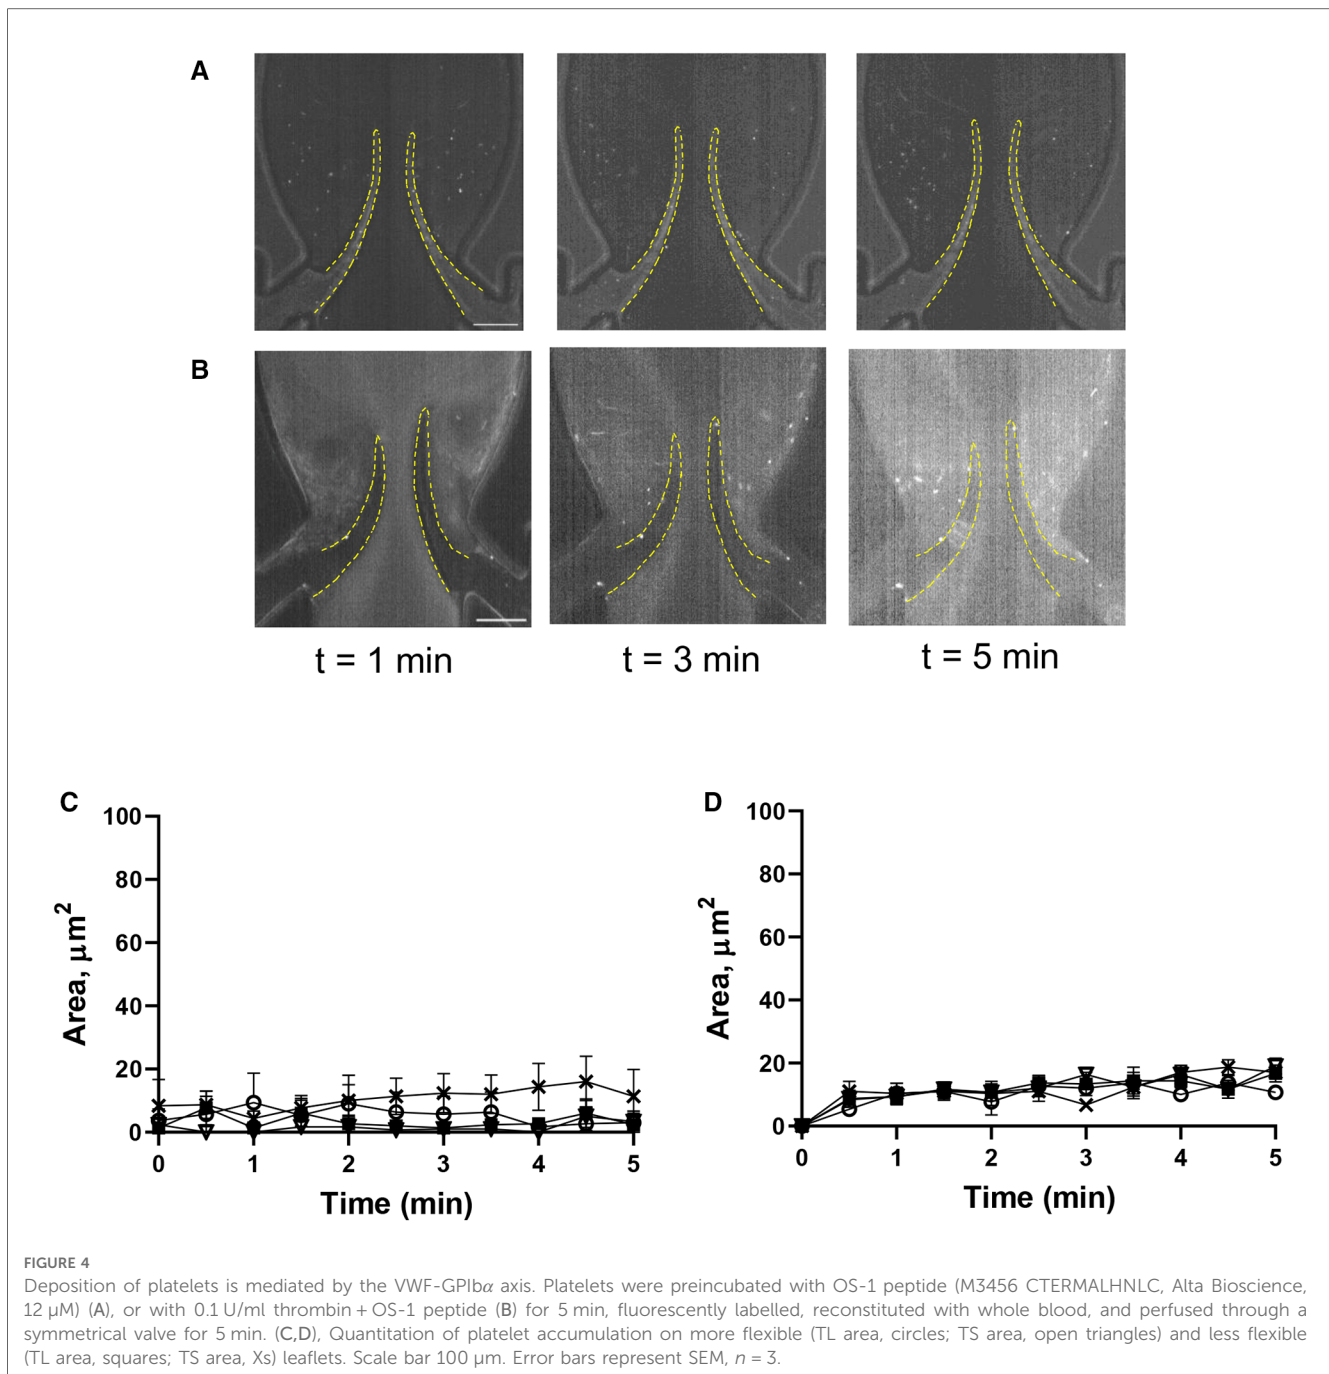 A
B
t = 1 min
t = 3 min
t = 5 min
C
100
80
60
40
20
0
Area, μm²
0 1 2 3 4 5
Time (min)
D
100
80
60
40
20
0
Area, μm²
0 1 2 3 4 5
Time (min)
FIGURE 4
Deposition of platelets is mediated by the VWF-GPIbα axis. Platelets were preincubated with OS-1 peptide (M3456 CTERMALHNLC, Alta Bioscience,
12 μM) (A), or with 0.1 U/ml thrombin + OS-1 peptide (B) for 5 min, fluorescently labelled, reconstituted with whole blood, and perfused through a
symmetrical valve for 5 min. (C,D), Quantitation of platelet accumulation on more flexible (TL area, circles; TS area, open triangles) and less flexible
(TL area, squares; TS area, Xs) leaflets. Scale bar 100 μm. Error bars represent SEM, n = 3.